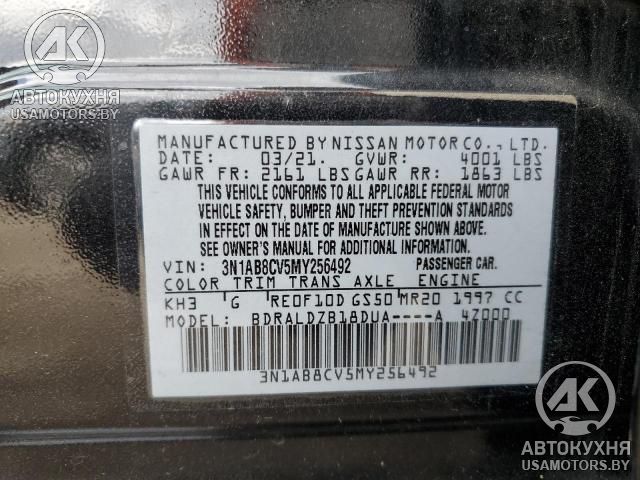 AK
АВТОКУХНЯ
USAMOTORS.BY
MANUFACTURED BY NISSAN MOTOR CO., LTD.
DATE: 03/21. GVWR: 4001 LBS
GAWR FR: 2161 LBS GAWR RR: 1863 LBS
THIS VEHICLE CONFORMS TO ALL APPLICABLE FEDERAL MOTOR
VEHICLE SAFETY, BUMPER AND THEFT PREVENTION STANDARDS
IN EFFECT ON THE DATE OF MANUFACTURE SHOWN ABOVE.
SEE OWNER'S MANUAL FOR ADDITIONAL INFORMATION.
VIN: 3N1AB8CV5MY256492 PASSENGER CAR.
COLOR TRIM TRANS AXLE ENGINE
KH3 G RE0F10D GS50 MR20 1997 CC
MODEL: BDRALDZB18DUA----A 4Z000
3N1AB8CV5MY256492
AK
АВТОКУХНЯ
USAMOTORS.BY